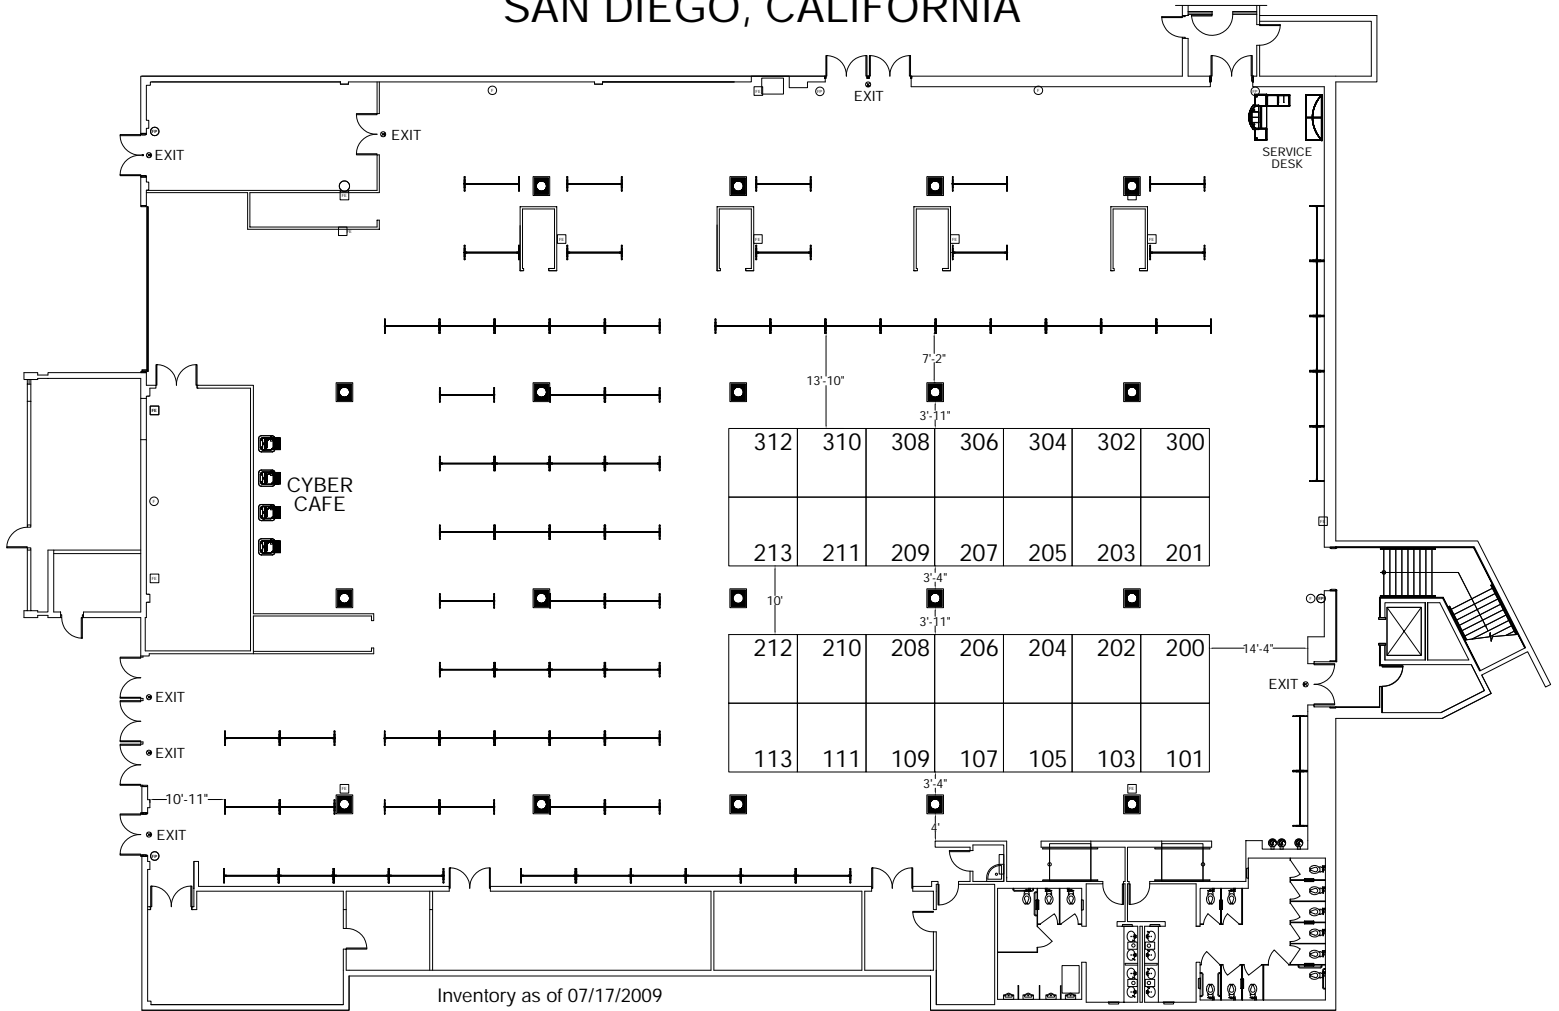 SAN DIEGO, CALIFORNIA
EXIT
EXIT
EXIT
SERVICE
DESK
7'-2"
13'-10"
3'-11"
312 310 308 306 304 302 300
CYBER
CAFE
213 211 209 207 205 203 201
3'-4"
10'
3'-11"
212 210 208 206 204 202 200
14'-4"
EXIT
EXIT
EXIT
113 111 109 107 105 103 101
3'-4"
10'-11"
4'
EXIT
Inventory as of 07/17/2009